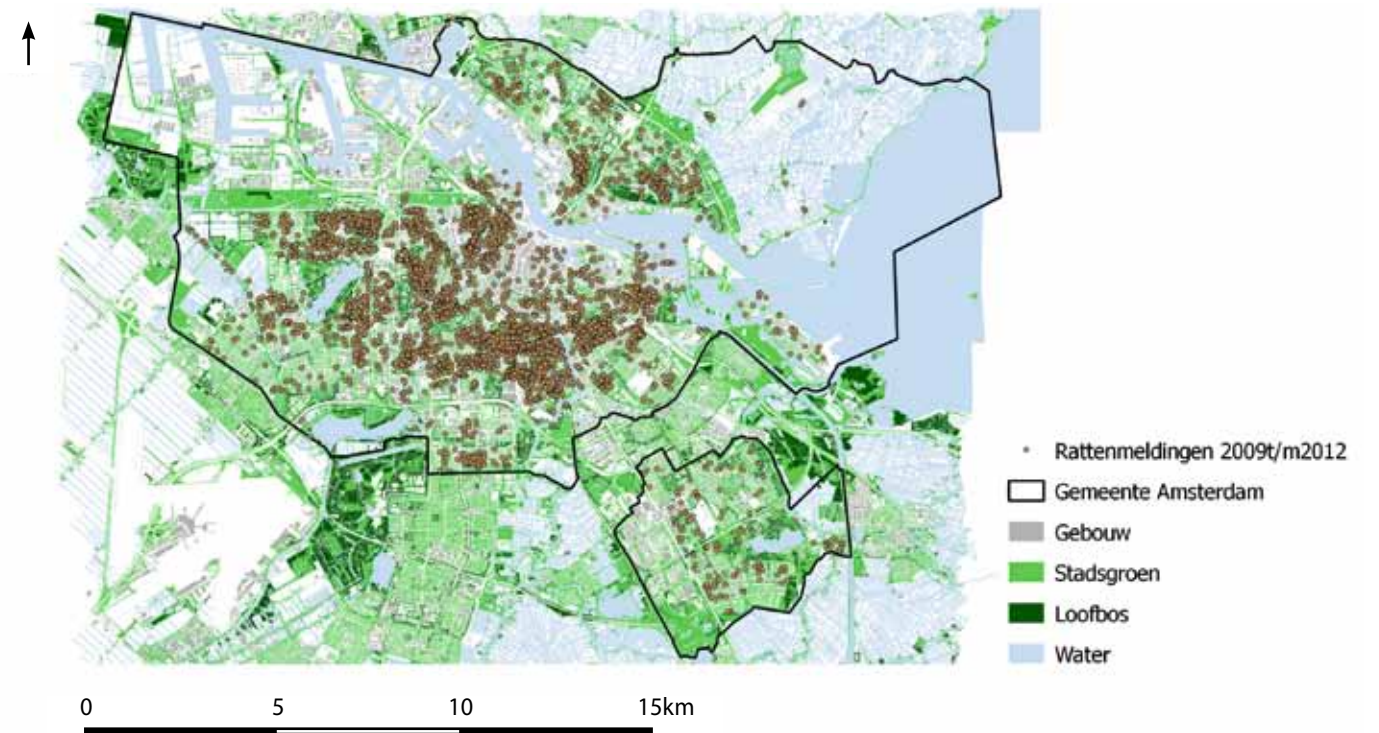 Rattenmeldingen 2009t/m2012
Gemeente Amsterdam
Gebouw
Stadsgroen
Loofbos
Water
0 5 10 15km